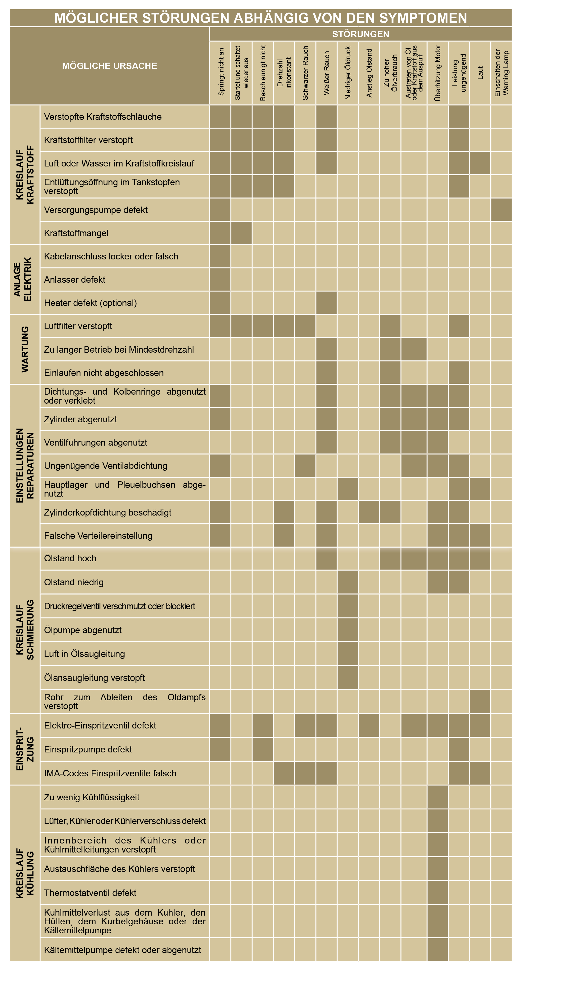 MÖGLICHER STÖRUNGEN ABHÄNGIG VON DEN SYMPTOMEN
MÖGLICHE URSACHE
STÖRUNGEN
Springt nicht an
Startet und schaltet
wieder aus
Beschleunigt nicht
Drehzahl
inkonstant
Schwarzer Rauch
Weißer Rauch
Niedriger Öldruck
Anstieg Ölstand
Zu hoher
Ölverbrauch
Austreten von Öl
oder Kraftstoff aus
dem Auspuff
Überhitzung Motor
Leistung
ungenügend
Laut
Einschalten der
Warning Lamp
KREISLAUF
KRAFTSTOFF
Verstopfte Kraftstoffschläuche
Kraftstofffilter verstopft
Luft oder Wasser im Kraftstoffkreislauf
Entlüftungsöffnung im Tankstopfen
verstopft
Versorgungspumpe defekt
Kraftstoffmangel
ANLAGE
ELEKTRIK
Kabelanschluss locker oder falsch
Anlasser defekt
Heater defekt (optional)
WARTUNG
Luftfilter verstopft
Zu langer Betrieb bei Mindestdrehzahl
Einlaufen nicht abgeschlossen
EINSTELLUNGEN
REPARATUREN
Dichtungs- und Kolbenringe abgenutzt
oder verklebt
Zylinder abgenutzt
Ventilführungen abgenutzt
Ungenügende Ventilabdichtung
Hauptlager und Pleuelbuchsen abge-
nutzt
Zylinderkopfdichtung beschädigt
Falsche Verteilereinstellung
KREISLAUF
SCHMIERUNG
Ölstand hoch
Ölstand niedrig
Druckregelventil verschmutzt oder blockiert
Ölpumpe abgenutzt
Luft in Ölsaugleitung
Ölansaugleitung verstopft
Rohr zum Ableiten des Öldampfs
verstopft
EINSPRIT-
ZUNG
Elektro-Einspritzventil defekt
Einspritzpumpe defekt
IMA-Codes Einspritzventile falsch
KREISLAUF
KÜHLUNG
Zu wenig Kühlflüssigkeit
Lüfter, Kühler oder Kühlerverschluss defekt
Innenbereich des Kühlers oder
Kühlmittelleitungen verstopft
Austauschfläche des Kühlers verstopft
Thermostatventil defekt
Kühlmittelverlust aus dem Kühler, den
Hüllen, dem Kurbelgehäuse oder der
Kältemittelpumpe
Kältemittelpumpe defekt oder abgenutzt